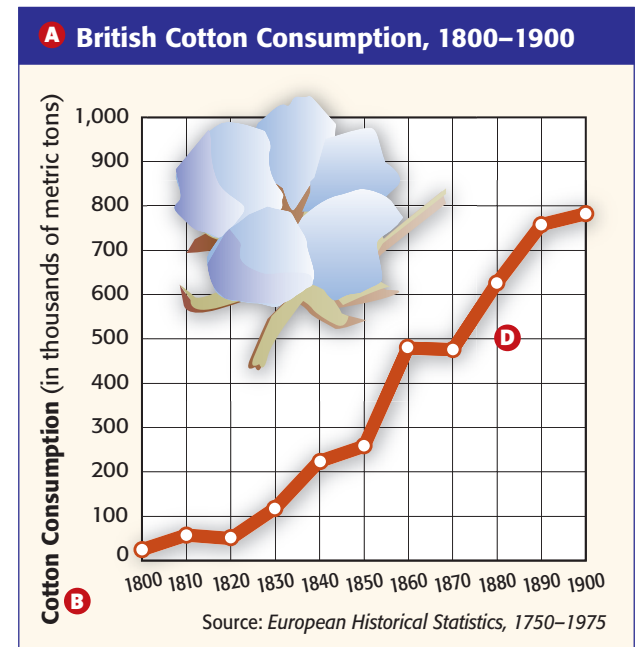 A British Cotton Consumption, 1800–1900
Cotton Consumption (in thousands of metric tons)
1,000
900
800
700
600
500
400
300
200
100
0
D
B
1800 1810 1820 1830 1840 1850 1860 1870 1880 1890 1900
Source: European Historical Statistics, 1750–1975